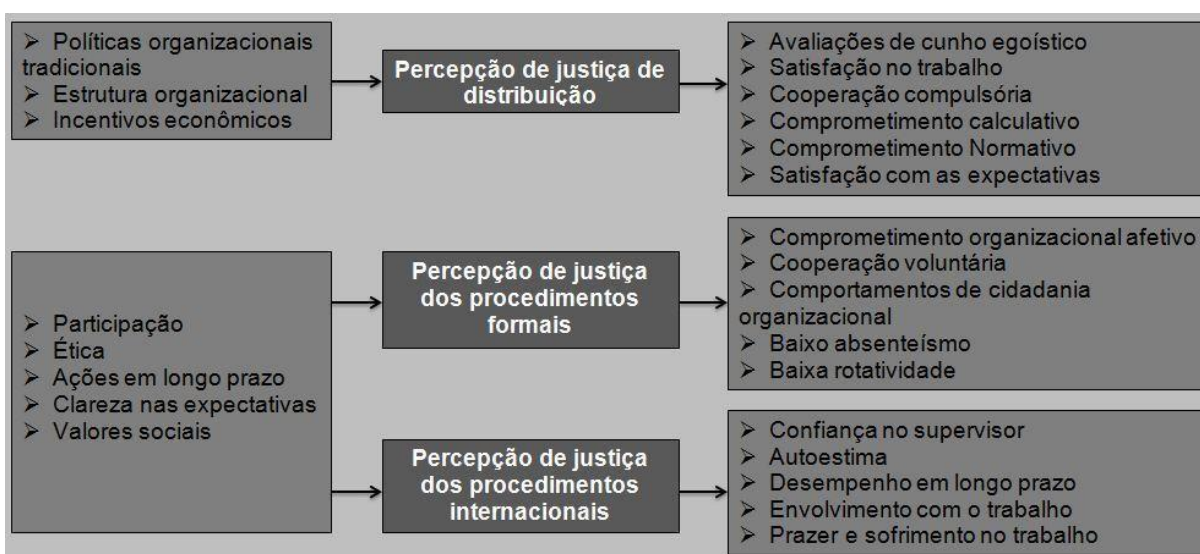 ➢ Políticas organizacionais
tradicionais
➢ Estrutura organizacional
➢ Incentivos econômicos
Percepção de justiça de
distribuição
➢ Avaliações de cunho egoístico
➢ Satisfação no trabalho
➢ Cooperação compulsória
➢ Comprometimento calculativo
➢ Comprometimento Normativo
➢ Satisfação com as expectativas
➢ Participação
➢ Ética
➢ Ações em longo prazo
➢ Clareza nas expectativas
➢ Valores sociais
Percepção de justiça
dos procedimentos
formais
➢ Comprometimento organizacional afetivo
➢ Cooperação voluntária
➢ Comportamentos de cidadania
organizacional
➢ Baixo absenteísmo
➢ Baixa rotatividade
Percepção de justiça
dos procedimentos
internacionais
➢ Confiança no supervisor
➢ Autoestima
➢ Desempenho em longo prazo
➢ Envolvimento com o trabalho
➢ Prazer e sofrimento no trabalho